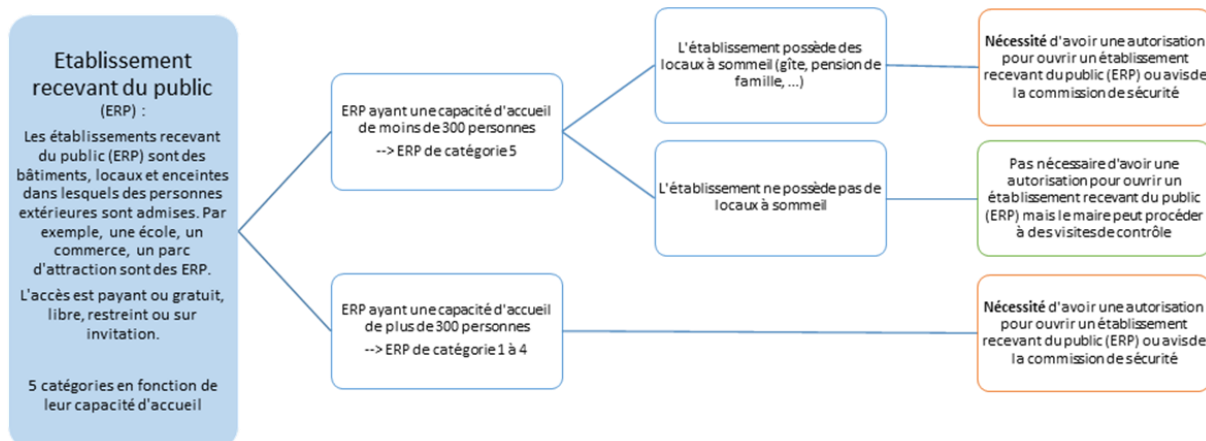 Etablissement
recevant du public
(ERP) :
Les établissements recevant
du public (ERP) sont des
bâtiments, locaux et enceintes
dans lesquels des personnes
extérieures sont admises. Par
exemple, une école, un
commerce, un parc
d'attraction sont des ERP.
L'accès est payant ou gratuit,
libre, restreint ou sur
invitation.
5 catégories en fonction de
leur capacité d'accueil
ERP ayant une capacité d'accueil
de moins de 300 personnes
--> ERP de catégorie 5
L'établissement possède des
locaux à sommeil (gîte, pension de
famille, ...)
Nécessité d'avoir une autorisation
pour ouvrir un établissement
recevant du public (ERP) ou avis de
la commission de sécurité
L'établissement ne possède pas de
locaux à sommeil
Pas nécessaire d'avoir une
autorisation pour ouvrir un
établissement recevant du public
(ERP) mais le maire peut procéder
à des visites de contrôle
ERP ayant une capacité d'accueil
de plus de 300 personnes
--> ERP de catégorie 1 à 4
Nécessité d'avoir une autorisation
pour ouvrir un établissement
recevant du public (ERP) ou avis de
la commission de sécurité